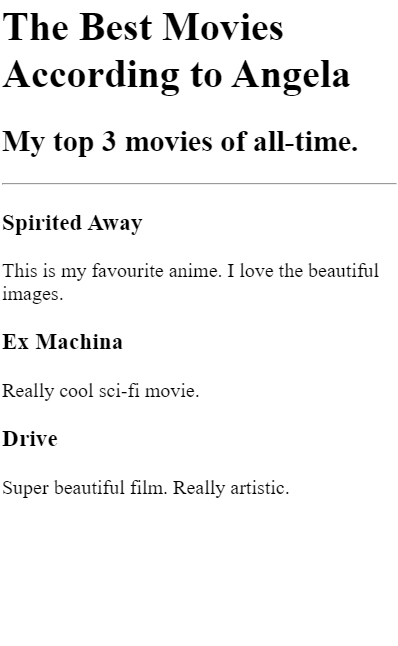 The Best Movies
According to Angela
My top 3 movies of all-time.
Spirited Away
This is my favourite anime. I love the beautiful
images.
Ex Machina
Really cool sci-fi movie.
Drive
Super beautiful film. Really artistic.